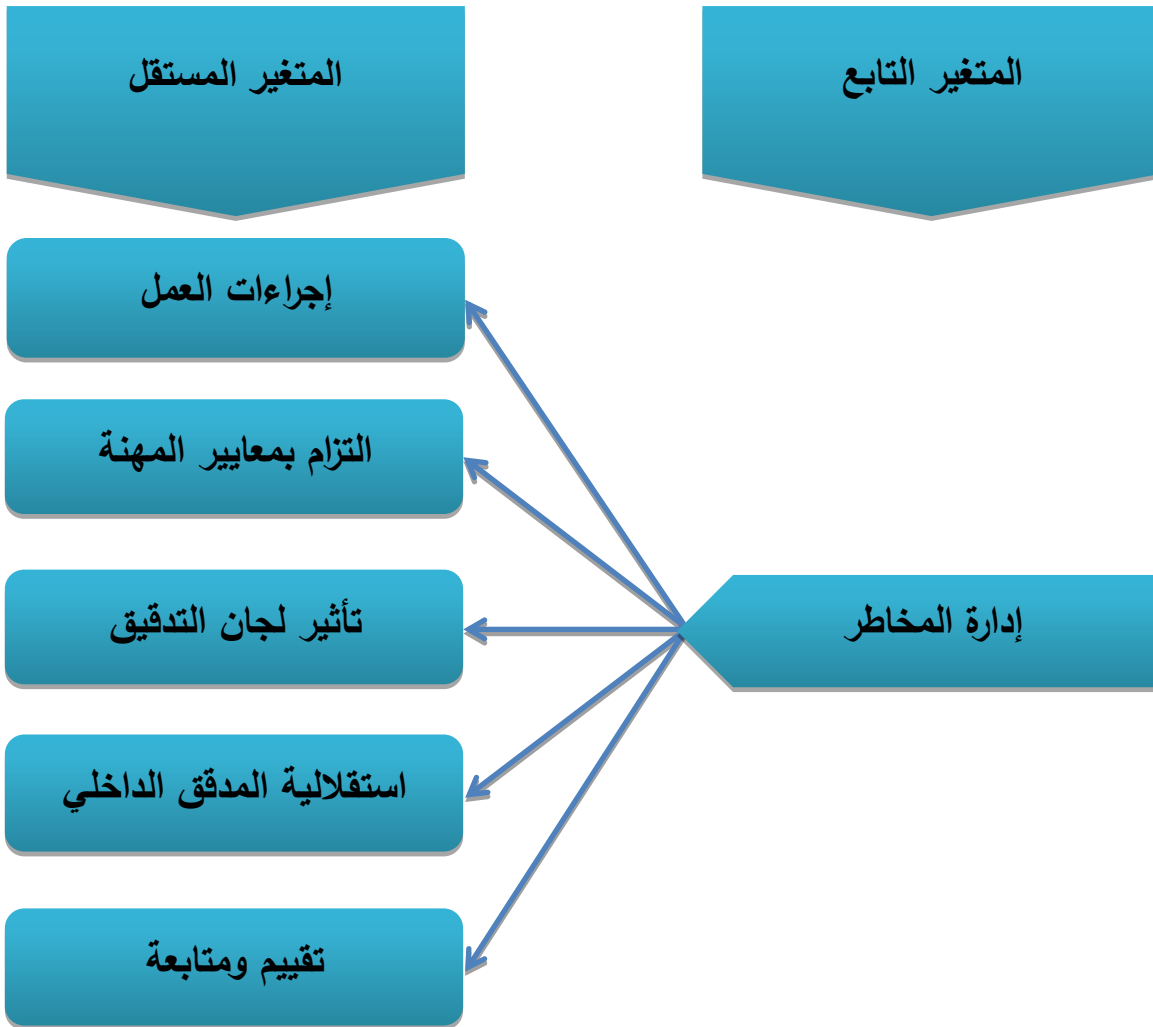 المتغير التابع
المتغير المستقل
إجراءات العمل
التزام بمعايير المهنة
تأثير لجان التدقيق
إدارة المخاطر
استقلالية المدقق الداخلي
تقييم ومتابعة